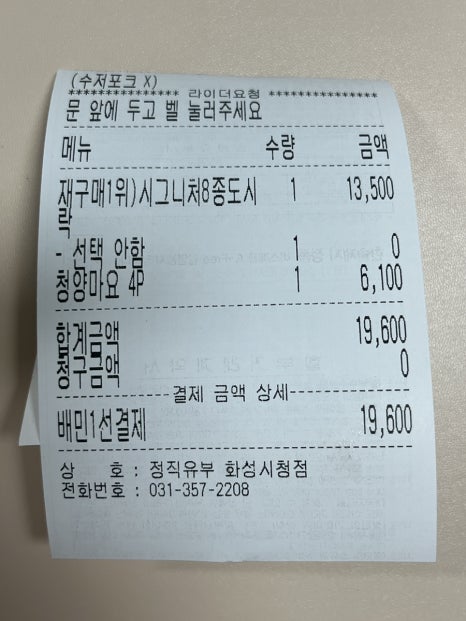 (수저포크 X)
*************** 라이더요청 ***************
문 앞에 두고 벨 눌러주세요
메뉴 수량 금액
재구매1위)시그니처8종도시 1 13,500
락
- 선택 안함 1 0
청양마요 4P 1 6,100
합계금액 19,600
청구금액 0
결제 금액 상세
배민1선결제 19,600
상 호 : 정직유부 화성시청점
전화번호 : 031-357-2208